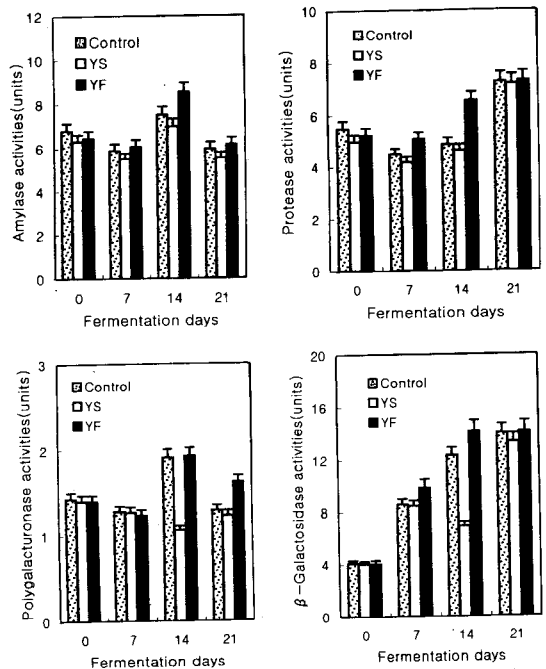 Amylase activities(units)
12
10
8
6
4
2
0
Control
YS
YF
0 7 14 21
Fermentation days
Protease activities(units)
10
8
6
4
2
0
Control
YS
YF
0 7 14 21
Fermentation days
Polygalacturonase activities(units)
3
2
1
0
Control
YS
YF
0 7 14 21
Fermentation days
β-Galactosidase activities(units)
20
16
12
8
4
0
Control
YS
YF
0 7 14 21
Fermentation days